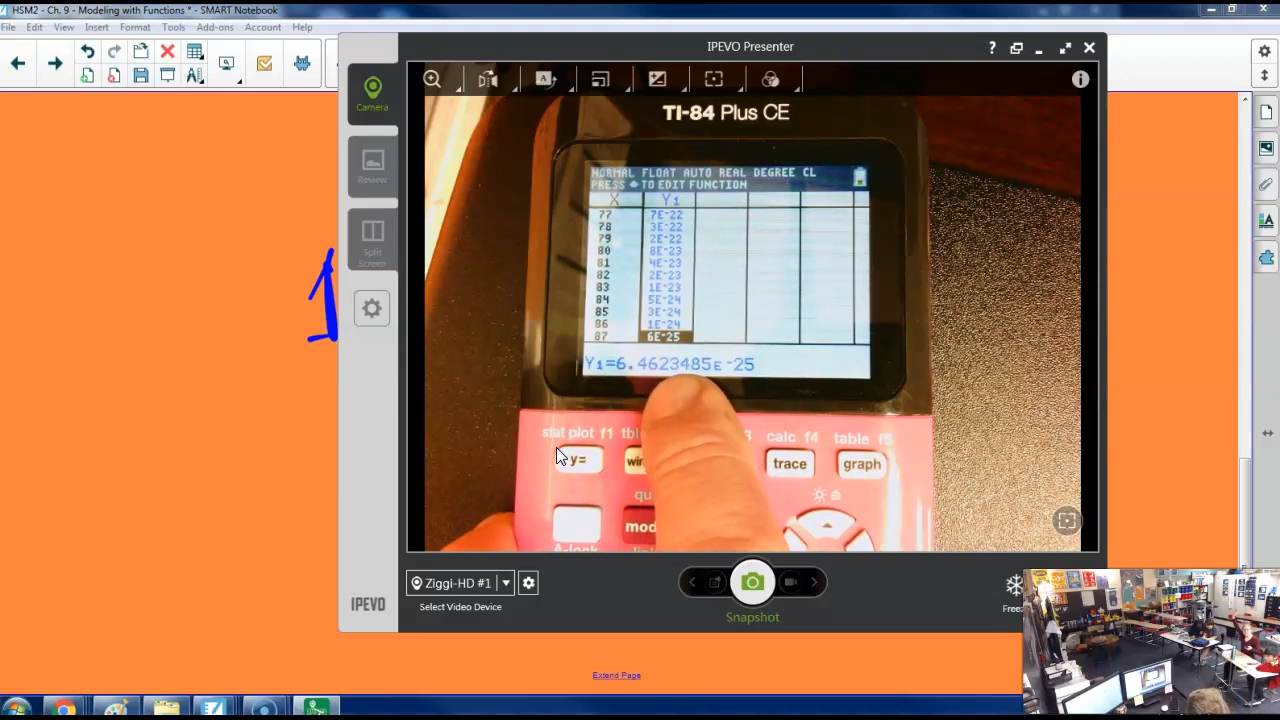 HSM2 - Ch. 9 - Modeling with Functions * - SMART Notebook
File Edit View Insert Format Tools Add-ons Account Help
IPEVO Presenter
?
Camera
Review
Split
Screen
1
TI-84 Plus CE
NORMAL FLOAT AUTO REAL DEGREE CL
TO EDIT FUNCTION
X Y1
77 7E-22
78 3E-22
79 2E-22
80 8E-23
81 4E-23
82 2E-23
83 1E-23
84 5E-24
85 3E-24
86 1E-24
87 6E-25
Y1=6.4623485E-25
stat plot f1 calc f4 table f5
y= trace graph
Ziggi-HD #1
Select Video Device
Snapshot
IPEVO
Extend Page